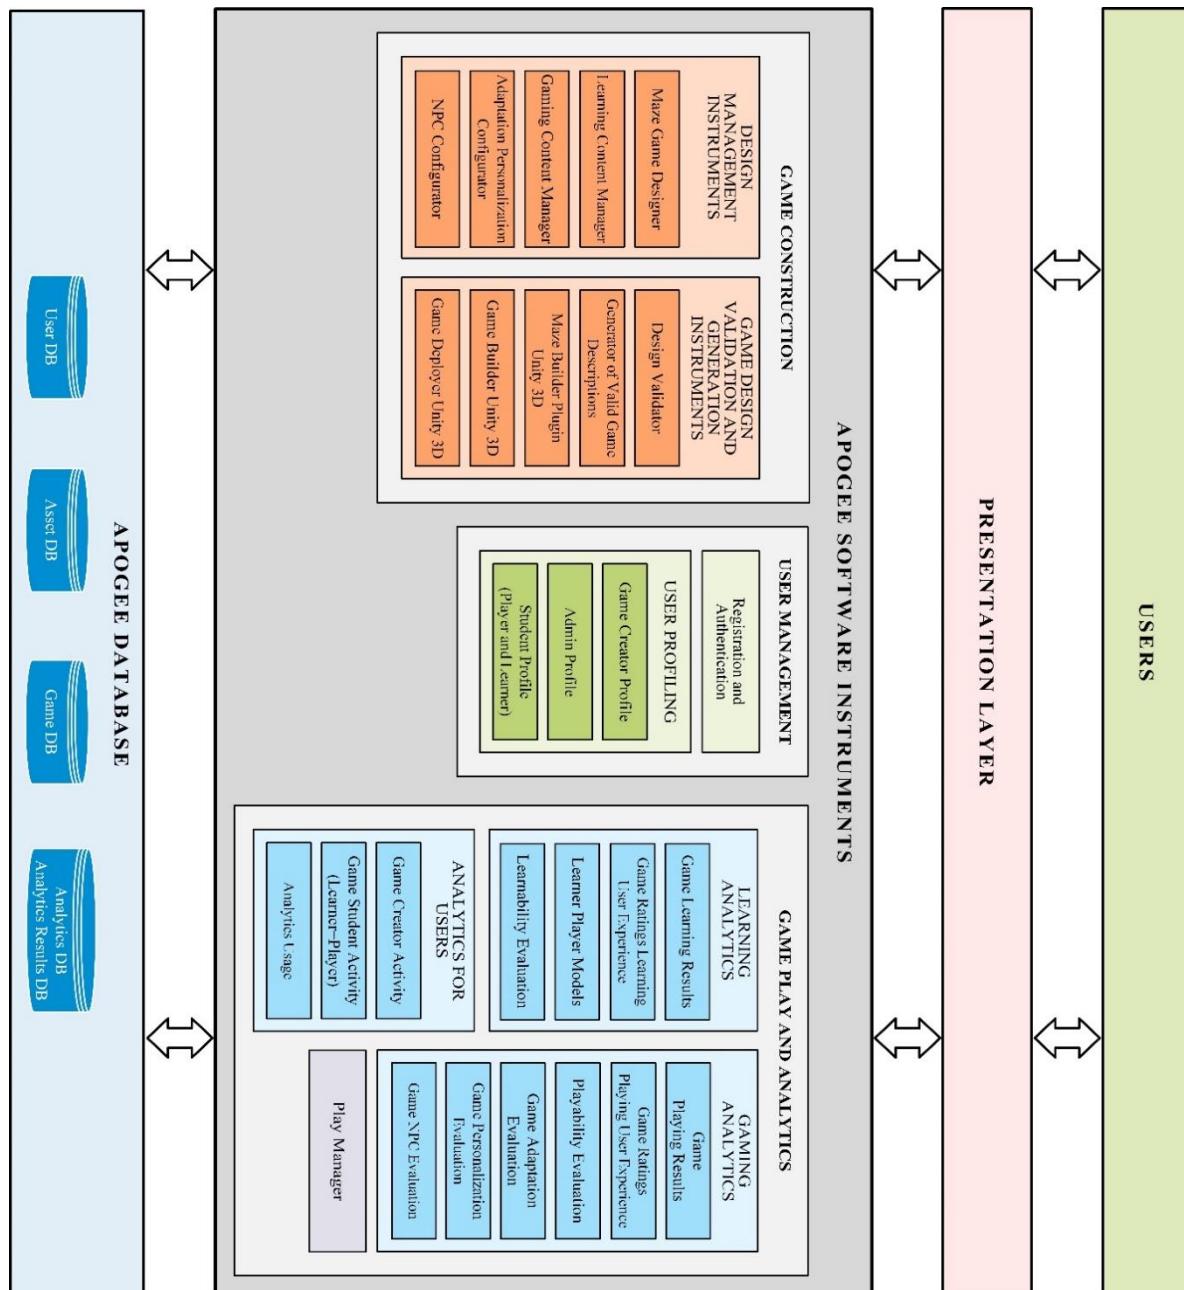 USERS
PRESENTATION LAYER
APOGEE SOFTWARE INSTRUMENTS
GAME CONSTRUCTION
DESIGN
MANAGEMENT
INSTRUMENTS
Maze Game Designer
Learning Content Manager
Gaming Content Manager
Adaptation Personalization
Configurator
NPC Configurator
GAME DESIGN
VALIDATION AND
GENERATION
INSTRUMENTS
Design Validator
Generator of Valid Game
Descriptions
Maze Builder Plugin
Unity 3D
Game Builder Unity 3D
Game Deployer Unity 3D
USER MANAGEMENT
Registration and
Authentication
USER PROFILING
Game Creator Profile
Admin Profile
Student Profile
(Player and Learner)
GAME PLAY AND ANALYTICS
LEARNING
ANALYTICS
Game Learning Results
Game Ratings Learning
User Experience
Learner Player Models
Learnability Evaluation
GAMING
ANALYTICS
Game
Playing Results
Game Ratings
Playing User Experience
Playability Evaluation
Game Adaptation
Evaluation
Game Personalization
Evaluation
Game NPC Evaluation
ANALYTICS FOR
USERS
Game Creator Activity
Game Student Activity
(Learner-Player)
Analytics Usage
Play Manager
APOGEE DATABASE
User DB
Asset DB
Game DB
Analytics DB
Analytics Results DB